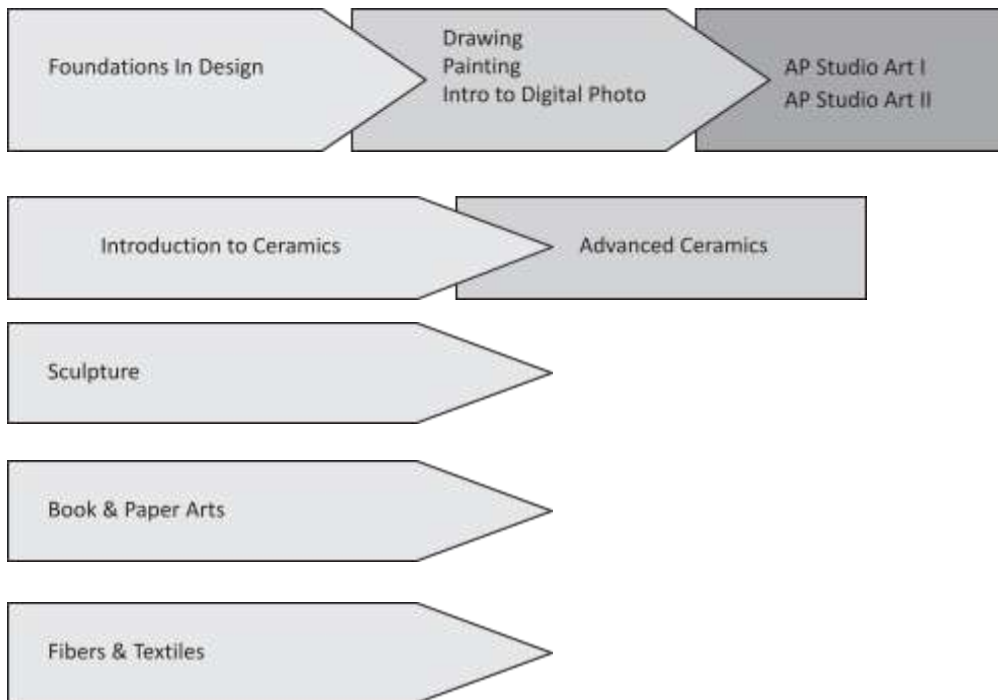 Foundations In Design
Drawing
Painting
Intro to Digital Photo
AP Studio Art I
AP Studio Art II
Introduction to Ceramics
Advanced Ceramics
Sculpture
Book & Paper Arts
Fibers & Textiles